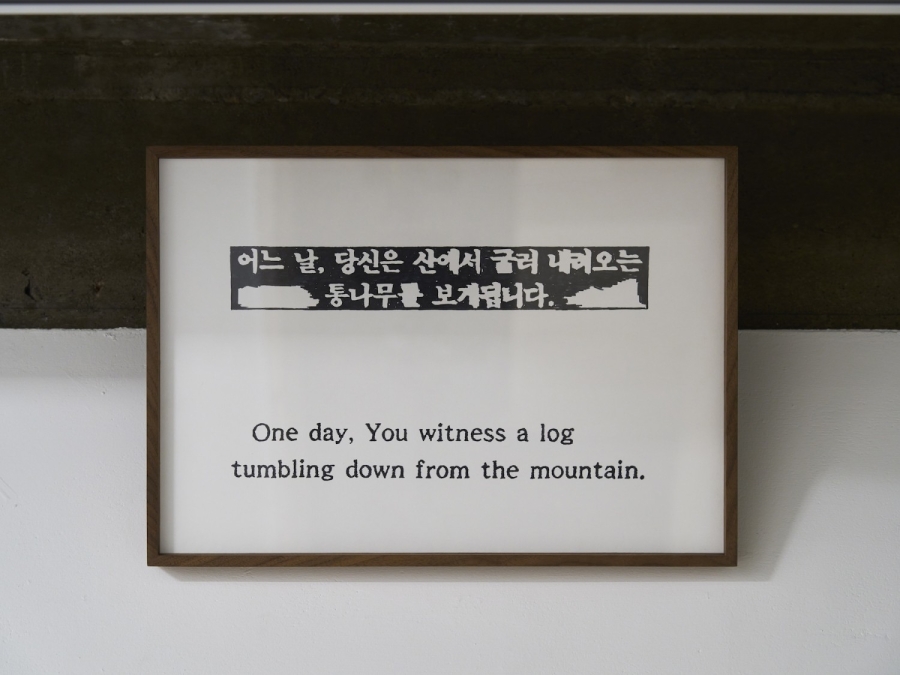 어느 날, 당신은 산에서 굴러 내려오는
통나무를 보게됩니다.
One day, You witness a log
tumbling down from the mountain.